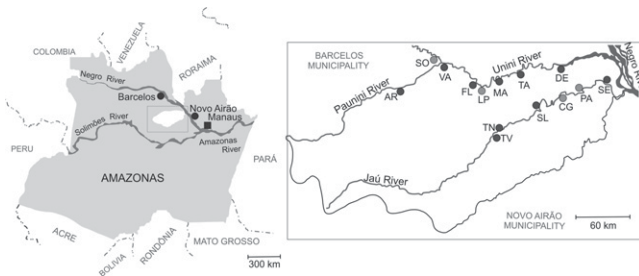 COLOMBIA
VENEZUELA
RORAIMA
Negro River
Barcelos
Novo Airão
Manaus
Solimões River
Amazonas
River
PERU
PARÁ
AMAZONAS
ACRE
BOLIVIA
RONDÔNIA
MATO GROSSO
300 km
BARCELOS
MUNICIPALITY
SO
VA
Unini River
DE
Negro
Paunini River
AR
FL
LP
MA
TA
SE
PA
CG
SL
TN
TV
Jaú River
NOVO AIRÃO
MUNICIPALITY
60 km